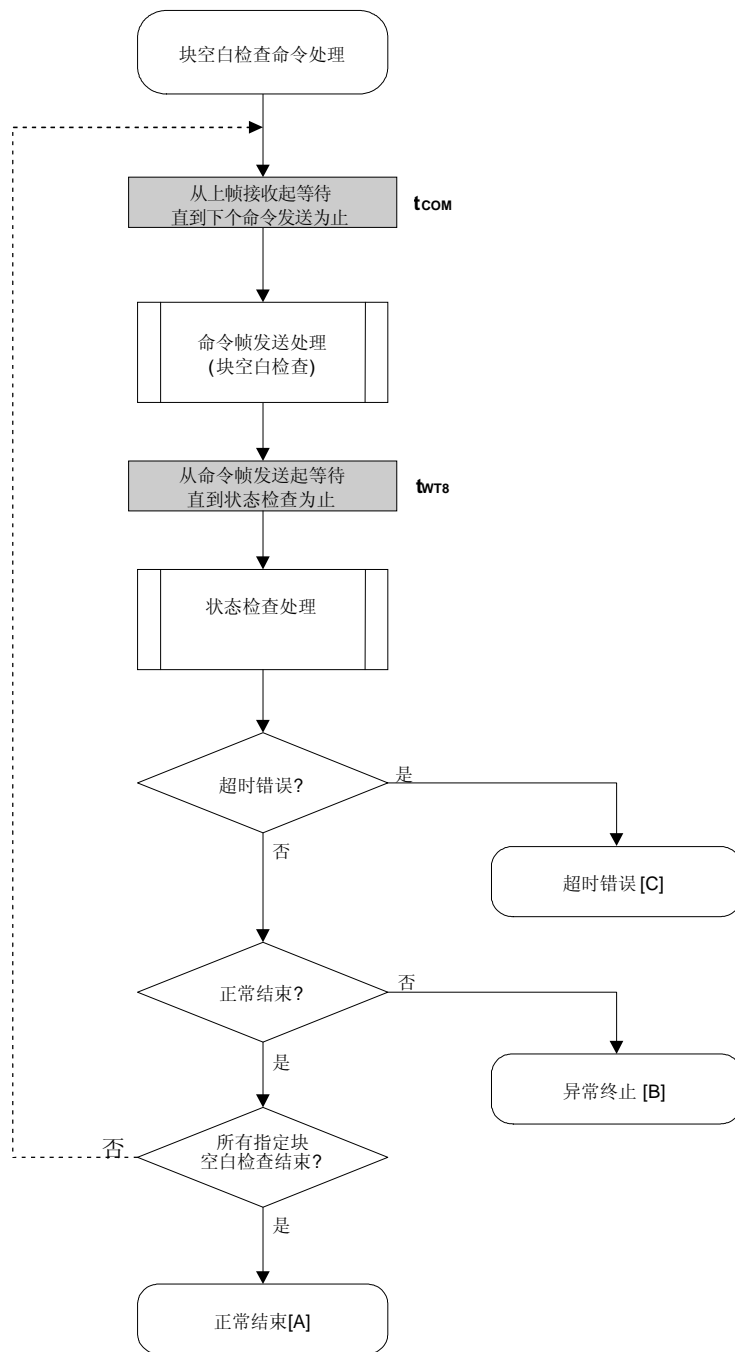 块空白检查命令处理
从上帧接收起等待
直到下个命令发送为止
tCOM
命令帧发送处理
(块空白检查)
从命令帧发送起等待
直到状态检查为止
tWT8
状态检查处理
超时错误?
是
否
超时错误 [C]
正常结束?
否
是
异常终止 [B]
所有指定块
空白检查结束?
否
是
正常结束[A]